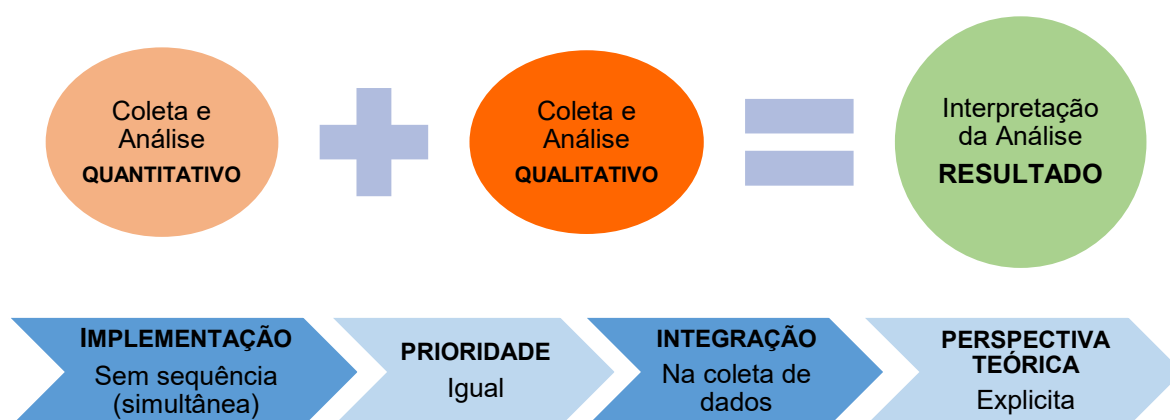 Coleta e
Análise
QUANTITATIVO
Coleta e
Análise
QUALITATIVO
Interpretação
da Análise
RESULTADO
IMPLEMENTAÇÃO
Sem sequência
(simultânea)
PRIORIDADE
Igual
INTEGRAÇÃO
Na coleta de
dados
PERSPECTIVA
TEÓRICA
Explicita